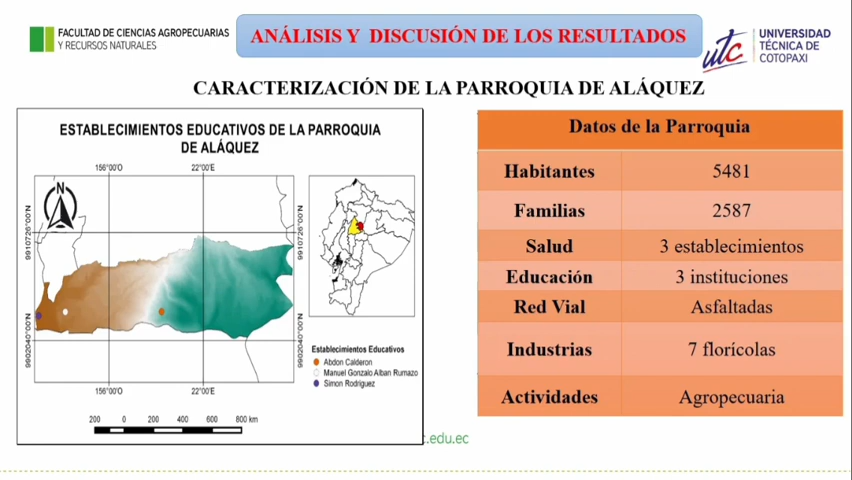 FACULTAD DE CIENCIAS AGROPECUARIAS
Y RECURSOS NATURALES
ANÁLISIS Y DISCUSIÓN DE LOS RESULTADOS
utc
UNIVERSIDAD
TÉCNICA DE
COTOPAXI
CARACTERIZACIÓN DE LA PARROQUIA DE ALÁQUEZ
ESTABLECIMIENTOS EDUCATIVOS DE LA PARROQUIA
DE ALÁQUEZ
156°00'O 22°00'E
N
9910726°00'N 9910726°00'N
9902040°00'N 9902040°00'N
156°00'O 22°00'E
200 0 200 400 600 800 km
Establecimientos Educativos
Abdon Calderon
Manuel Gonzalo Alban Rumazo
Simon Rodriguez
Datos de la Parroquia
Habitantes 5481
Familias 2587
Salud 3 establecimientos
Educación 3 instituciones
Red Vial Asfaltadas
Industrias 7 florícolas
Actividades Agropecuaria
.edu.ec